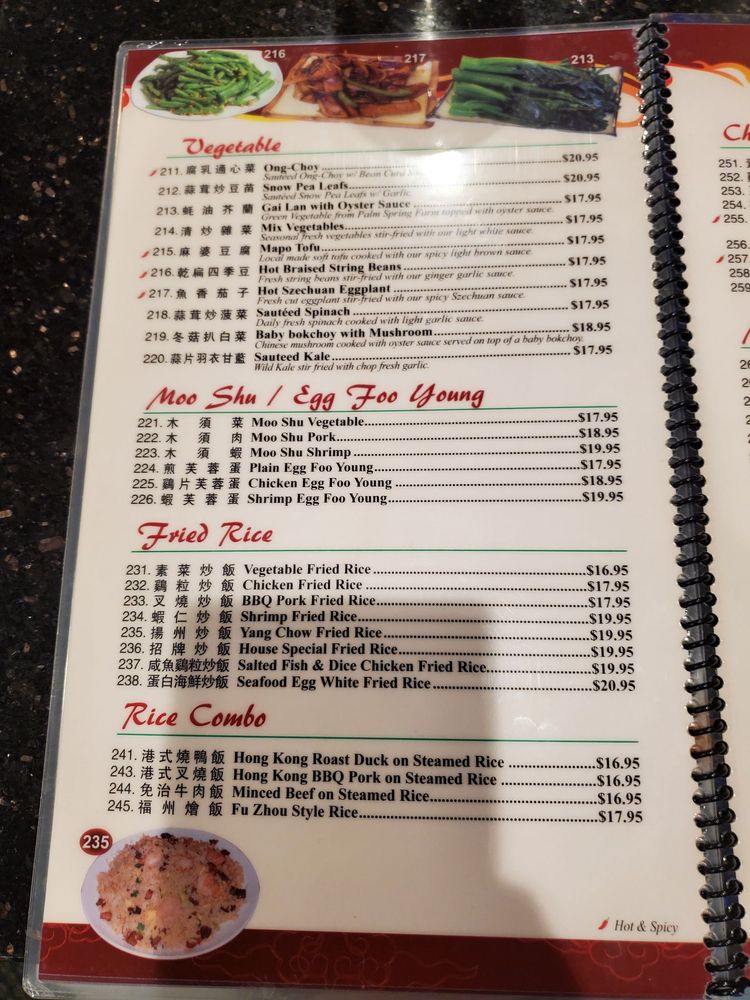 216
217
213
Vegetable
211. 腐乳通心菜 Ong-Choy $20.95
Sauteed Ong-Choy w/ Bean Curd
212. 蒜茸炒豆苗 Snow Pea Leafs $20.95
Sautéed Snow Pea Leafs w/ Garlic
213. 蚝油芥蘭 Gai Lan with Oyster Sauce $17.95
Green Vegetable from Palm Spring Farm topped with oyster sauce.
214. 清炒雜菜 Mix Vegetables $17.95
Seasonal fresh vegetables stir-fried with our light white sauce.
215. 麻婆豆腐 Mapo Tofu $17.95
Local made soft tofu cooked with our spicy light brown sauce.
216. 乾煸四季豆 Hot Braised String Beans $17.95
Fresh string beans stir-fried with our ginger garlic sauce.
217. 魚香茄子 Hot Szechuan Eggplant $17.95
Fresh cut eggplant stir-fried with our spicy Szechuan sauce.
218. 蒜茸炒菠菜 Sautéed Spinach $17.95
Daily fresh spinach cooked with light garlic sauce.
219. 冬菇扒白菜 Baby bokchoy with Mushroom $18.95
Chinese mushroom cooked with oyster sauce served on top of a baby bokchoy.
220. 蒜片羽衣甘藍 Sauteed Kale $17.95
Wild Kale stir fried with chop fresh garlic.
Moo Shu / Egg Foo Young
221. 木須菜 Moo Shu Vegetable $17.95
222. 木須肉 Moo Shu Pork $18.95
223. 木須蝦 Moo Shu Shrimp $19.95
224. 煎芙蓉蛋 Plain Egg Foo Young $17.95
225. 鷄片芙蓉蛋 Chicken Egg Foo Young $18.95
226. 蝦芙蓉蛋 Shrimp Egg Foo Young $19.95
Fried Rice
231. 素菜炒飯 Vegetable Fried Rice $16.95
232. 鷄粒炒飯 Chicken Fried Rice $17.95
233. 叉燒炒飯 BBQ Pork Fried Rice $17.95
234. 蝦仁炒飯 Shrimp Fried Rice $19.95
235. 揚州炒飯 Yang Chow Fried Rice $19.95
236. 招牌炒飯 House Special Fried Rice $19.95
237. 咸魚鷄粒炒飯 Salted Fish & Dice Chicken Fried Rice $19.95
238. 蛋白海鮮炒飯 Seafood Egg White Fried Rice $20.95
Rice Combo
241. 港式燒鴨飯 Hong Kong Roast Duck on Steamed Rice $16.95
243. 港式叉燒飯 Hong Kong BBQ Pork on Steamed Rice $16.95
244. 免治牛肉飯 Minced Beef on Steamed Rice $16.95
245. 福州燴飯 Fu Zhou Style Rice $17.95
235
Hot & Spicy
Ch
251.
252.
253.
254.
255.
256.
257
258
259